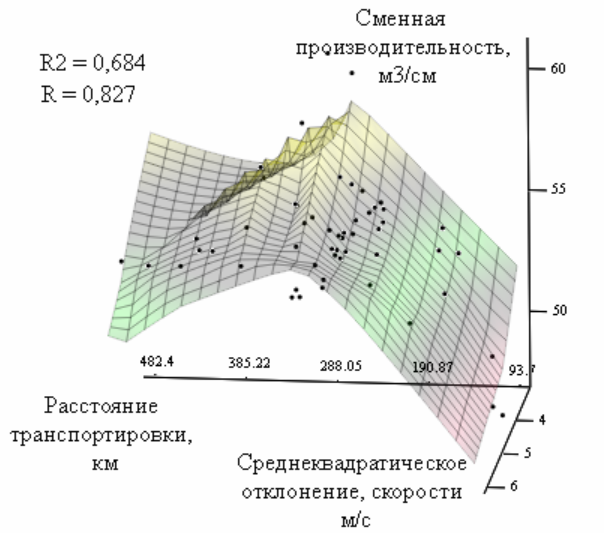 Сменная
производительность,
м3/см
R2 = 0,684
R = 0,827
60
55
50
482.4
385.22
288.05
190.87
93.7
4
5
6
Расстояние
транспортировки,
км
Среднеквадратическое
отклонение, скорости
м/с